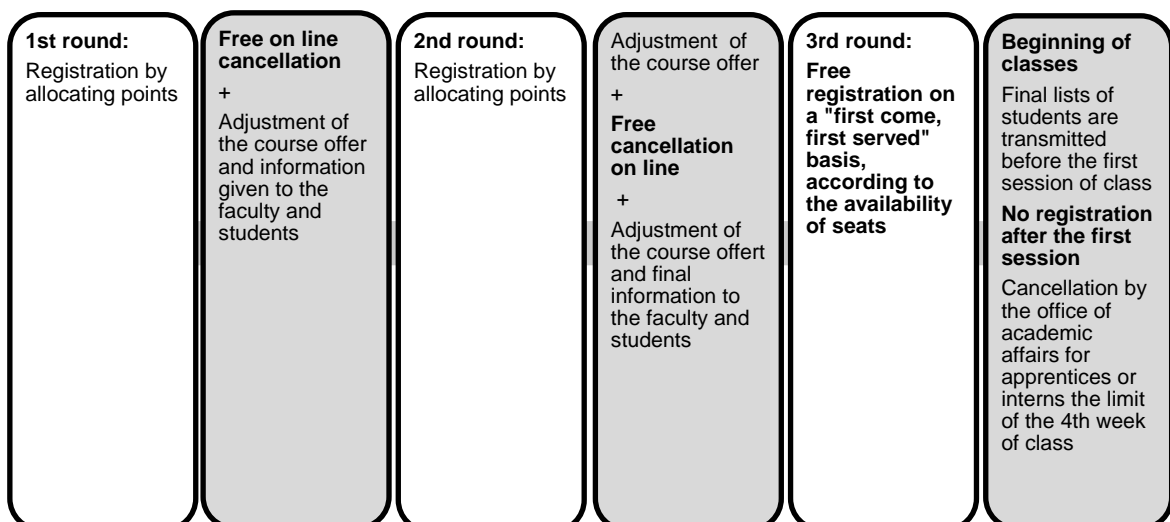 1st round:
Registration by
allocating points
Free on line
cancellation
+
Adjustment of
the course offer
and information
given to the
faculty and
students
2nd round:
Registration by
allocating points
Adjustment of
the course offer
+
Free
cancellation
on line
+
Adjustment of
the course offert
and final
information to
the faculty and
students
3rd round:
Free
registration on
a "first come,
first served"
basis,
according to
the availability
of seats
Beginning of
classes
Final lists of
students are
transmitted
before the first
session of class
No registration
after the first
session
Cancellation by
the office of
academic
affairs for
apprentices or
interns the limit
of the 4th week
of class